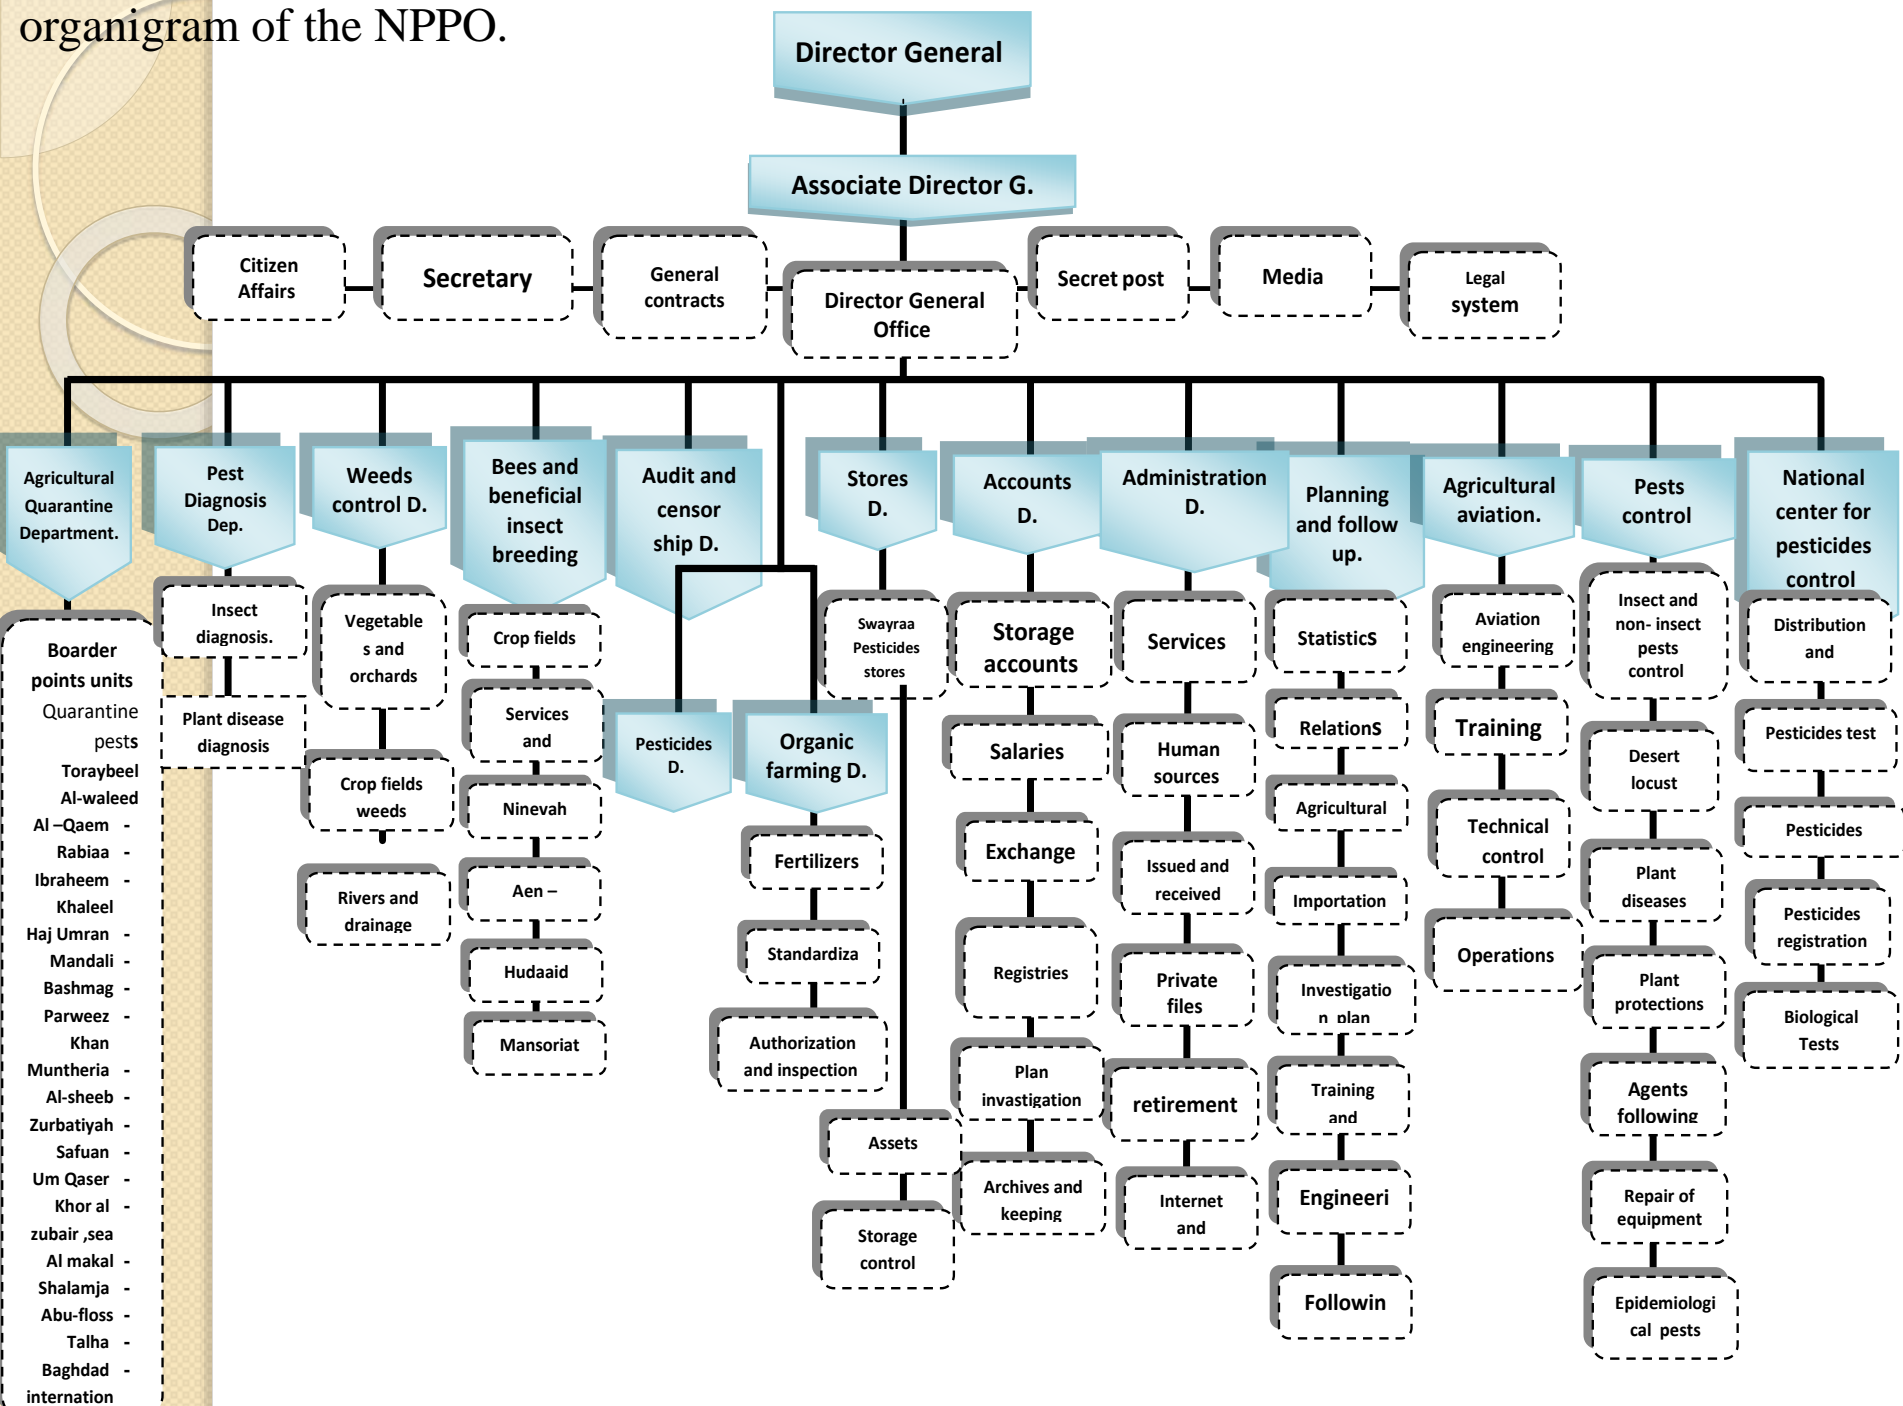 organigram of the NPPO.
Director General
Associate Director G.
Citizen
Affairs
Secretary
General
contracts
Director General
Office
Secret post
Media
Legal
system
Agricultural
Quarantine
Department.
Boarder
points units
Quarantine
pests
Toraybeel
Al-waleed
Al –Qaem -
Rabiaa -
Ibraheem -
Khaleel
Haj Umran -
Mandali -
Bashmag -
Parweez -
Khan
Muntheria -
Al-sheeb -
Zurbatiyah -
Safuan -
Um Qaser -
Khor al -
zubair ,sea
Al makal -
Shalamja -
Abu-floss -
Talha -
Baghdad -
internation
Pest
Diagnosis
Dep.
Insect
diagnosis.
Plant disease
diagnosis
Weeds
control D.
Vegetable
s and
orchards
Crop fields
weeds
Rivers and
drainage
Bees and
beneficial
insect
breeding
Crop fields
Services
and
Ninevah
Aen –
Hudaaid
Mansoriat
Audit and
censor
ship D.
Pesticides
D.
Organic
farming D.
Fertilizers
Standardiza
Authorization
and inspection
Stores
D.
Swayraa
Pesticides
stores
Assets
Storage
control
Accounts
D.
Storage
accounts
Salaries
Exchange
Registries
Plan
invastigation
Archives and
keeping
Administration
D.
Services
Human
sources
Issued and
received
Private
files
retirement
Internet
and
Planning
and follow
up.
Statistics
Relations
Agricultural
Importation
Investigatio
n plan
Training
and
Engineeri
Followin
Agricultural
aviation.
Aviation
engineering
Training
Technical
control
Operations
Pests
control
Insect and
non- insect
pests
control
Desert
locust
Plant
diseases
Plant
protections
Agents
following
Repair of
equipment
Epidemiologi
cal pests
National
center for
pesticides
control
Distribution
and
Pesticides test
Pesticides
Pesticides
registration
Biological
Tests